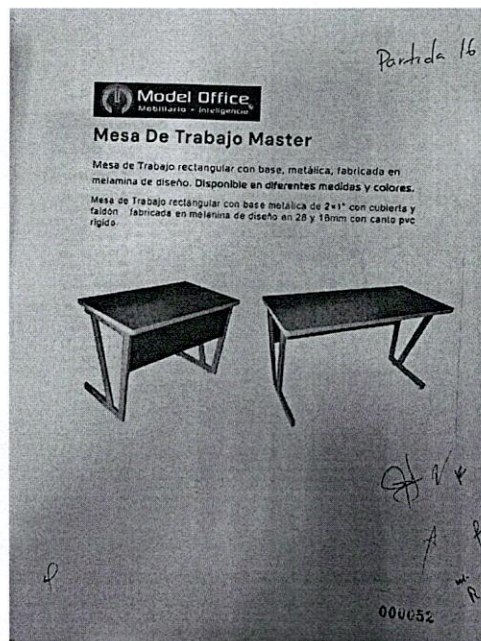 Partida 16
Model Office
Mobiliario + Inteligencia
Mesa De Trabajo Master
Mesa de Trabajo rectangular con base, metálica, fabricada en
melamina de diseño. Disponible en diferentes medidas y colores.
Mesa de Trabajo rectangular con base metálica de 2x1" con cubierta y
faldón fabricada en melanina de diseño en 28 y 16mm con canto pvc
rigido.
000052